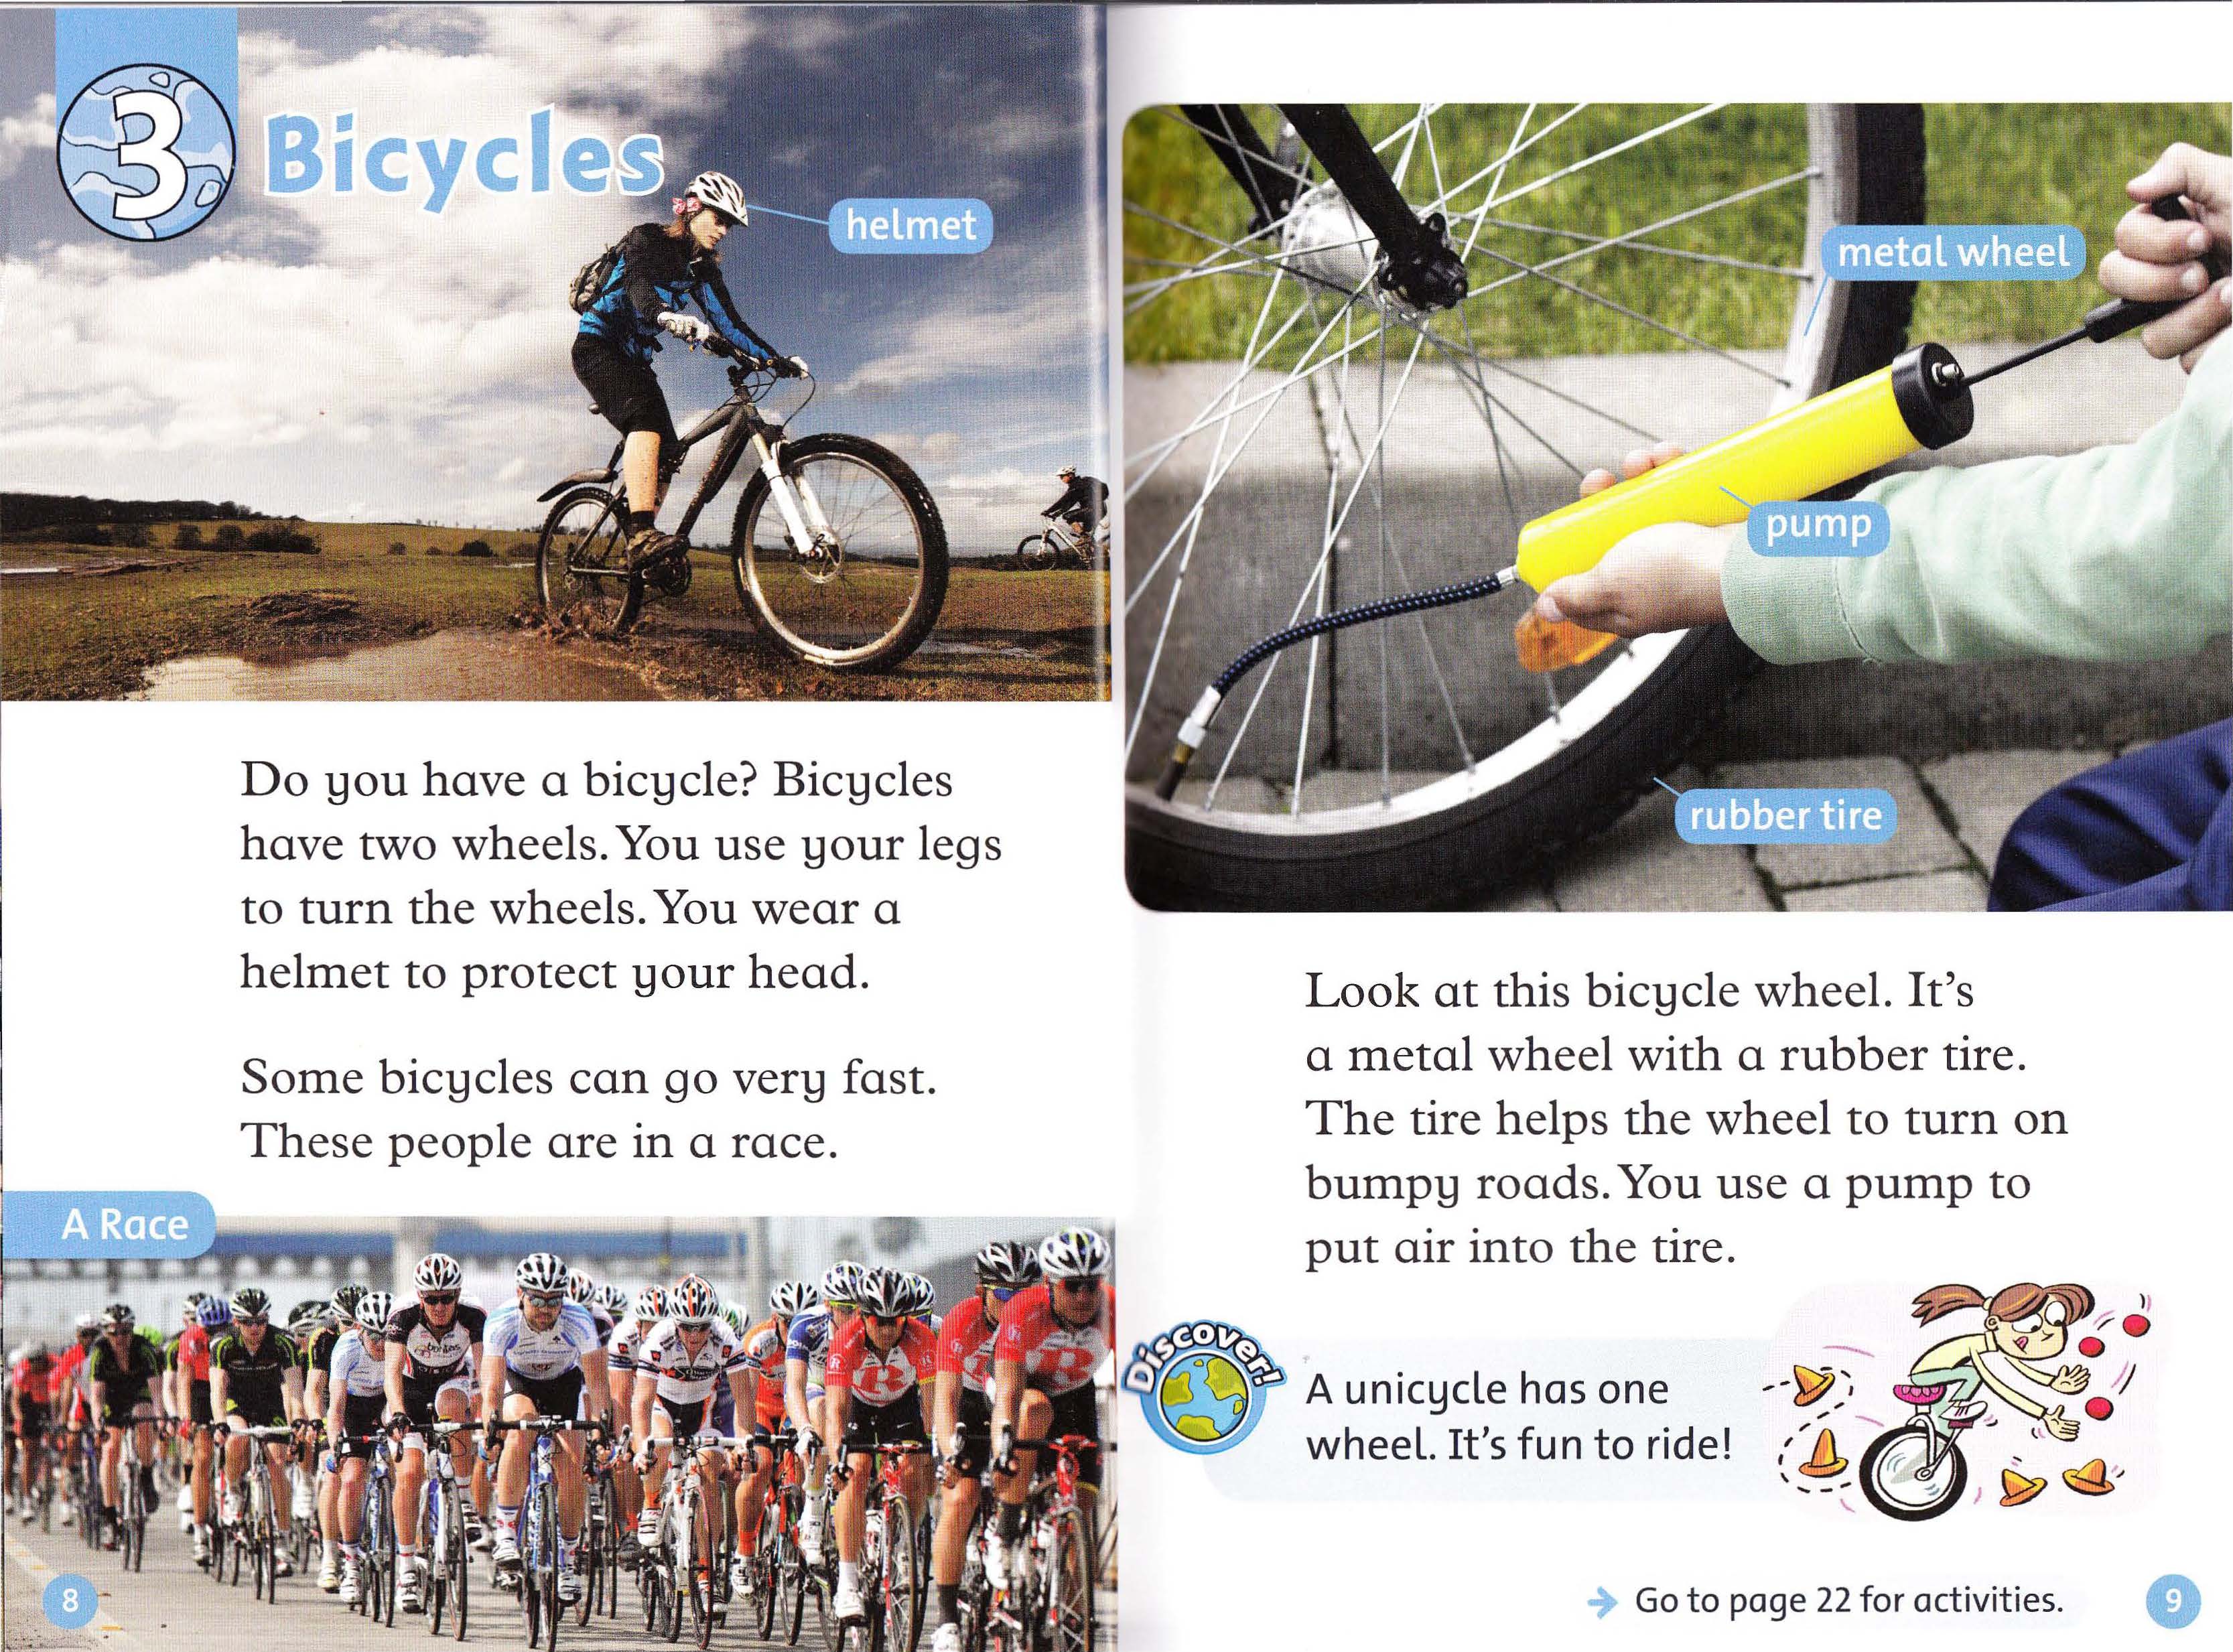 3
Bicycles
helmet
Do you have a bicycle? Bicycles
have two wheels. You use your legs
to turn the wheels. You wear a
helmet to protect your head.
Some bicycles can go very fast.
These people are in a race.
A Race
8
metal wheel
pump
rubber tire
Look at this bicycle wheel. It's
a metal wheel with a rubber tire.
The tire helps the wheel to turn on
bumpy roads. You use a pump to
put air into the tire.
Discover!
A unicycle has one
wheel. It's fun to ride!
→ Go to page 22 for activities.
9